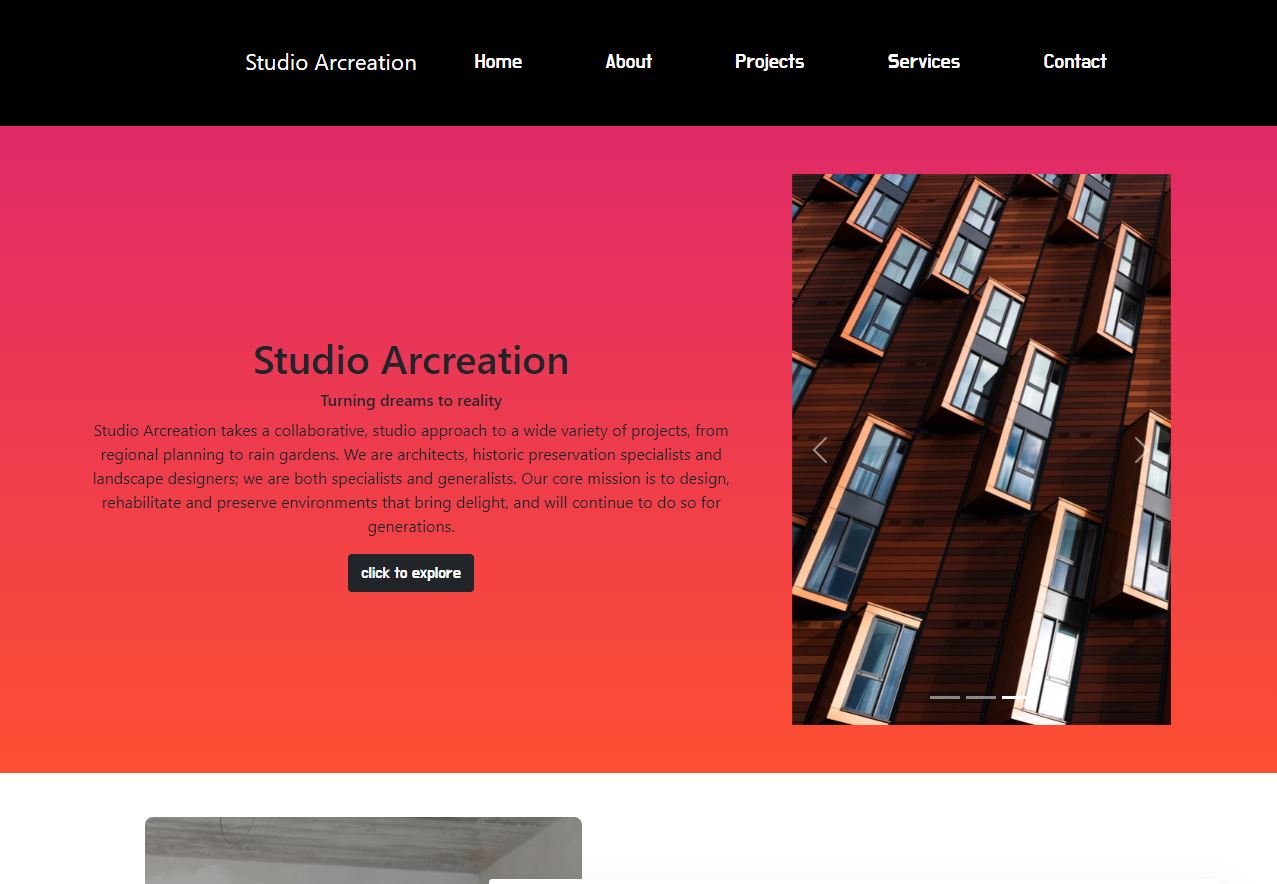 Studio Arcreation Home About Projects Services Contact
Studio Arcreation
Turning dreams to reality
Studio Arcreation takes a collaborative, studio approach to a wide variety of projects, from
regional planning to rain gardens. We are architects, historic preservation specialists and
landscape designers; we are both specialists and generalists. Our core mission is to design,
rehabilitate and preserve environments that bring delight, and will continue to do so for
generations.
click to explore